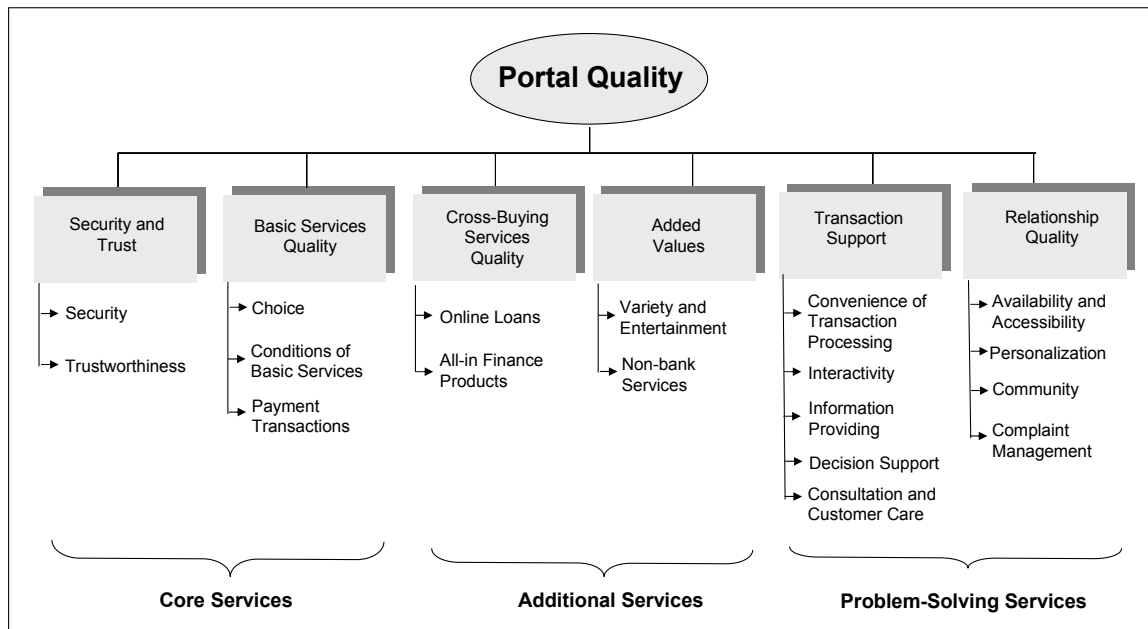 Portal Quality
Security and
Trust
Security
Trustworthiness
Basic Services
Quality
Choice
Conditions of
Basic Services
Payment
Transactions
Cross-Buying
Services
Quality
Online Loans
All-in Finance
Products
Added
Values
Variety and
Entertainment
Non-bank
Services
Transaction
Support
Convenience of
Transaction
Processing
Interactivity
Information
Providing
Decision Support
Consultation and
Customer Care
Relationship
Quality
Availability and
Accessibility
Personalization
Community
Complaint
Management
Core Services
Additional Services
Problem-Solving Services